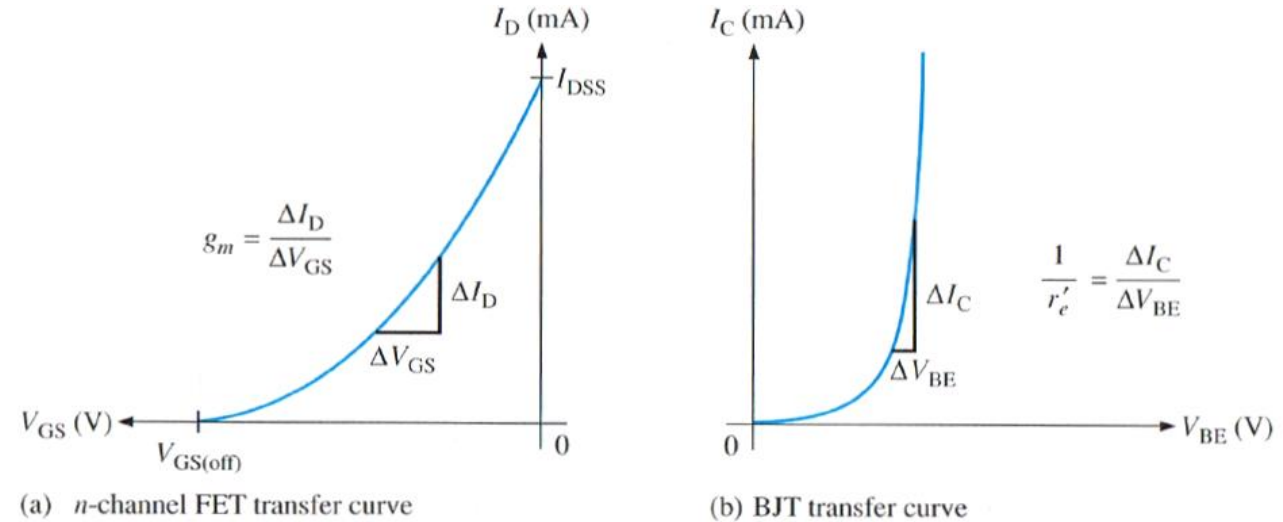 I_D (mA)
I_DSS
g_m = ΔI_D / ΔV_GS
ΔI_D
ΔV_GS
V_GS (V)
V_GS(off)
0
(a) n-channel FET transfer curve
I_C (mA)
1 / r′_e = ΔI_C / ΔV_BE
ΔI_C
ΔV_BE
0
V_BE (V)
(b) BJT transfer curve